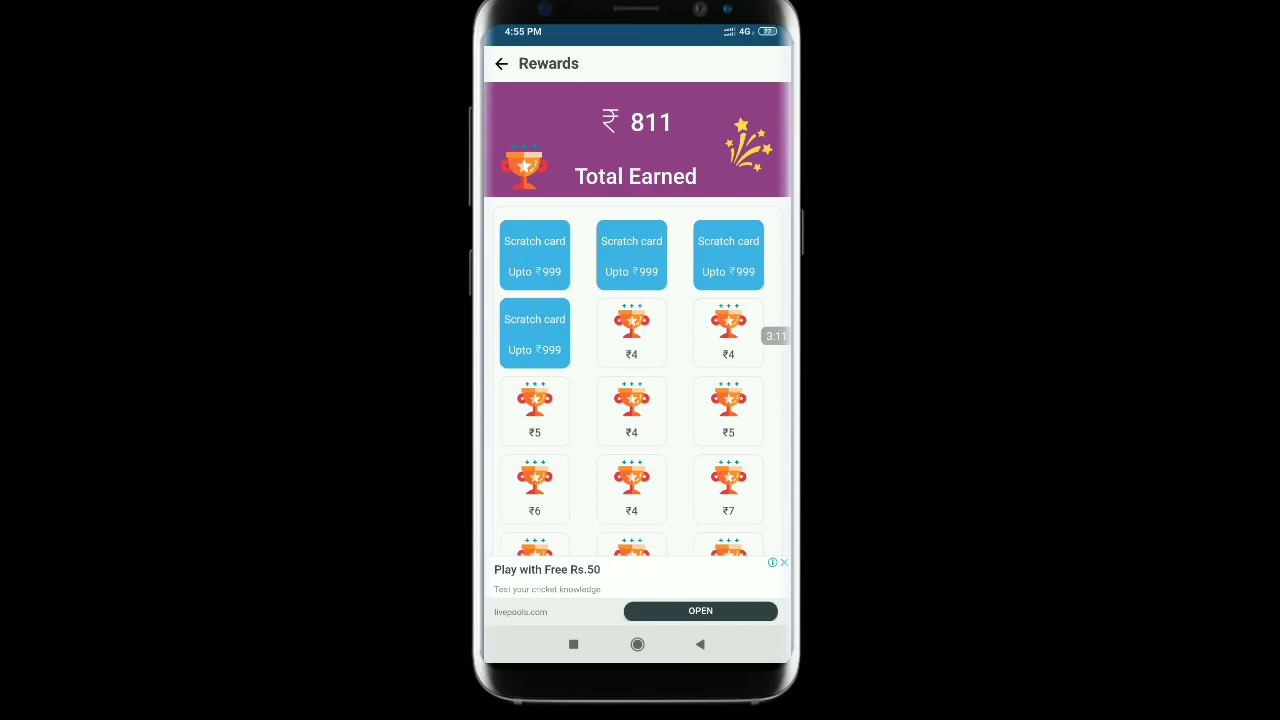 4:55 PM 4G 77
Rewards
₹ 811
Total Earned
Scratch card Scratch card Scratch card
Upto ₹999 Upto ₹999 Upto ₹999
Scratch card
Upto ₹999 ₹4 ₹4
3:11
₹5 ₹4 ₹5
₹6 ₹4 ₹7
Play with Free Rs.50
Test your cricket knowledge
livepools.com OPEN